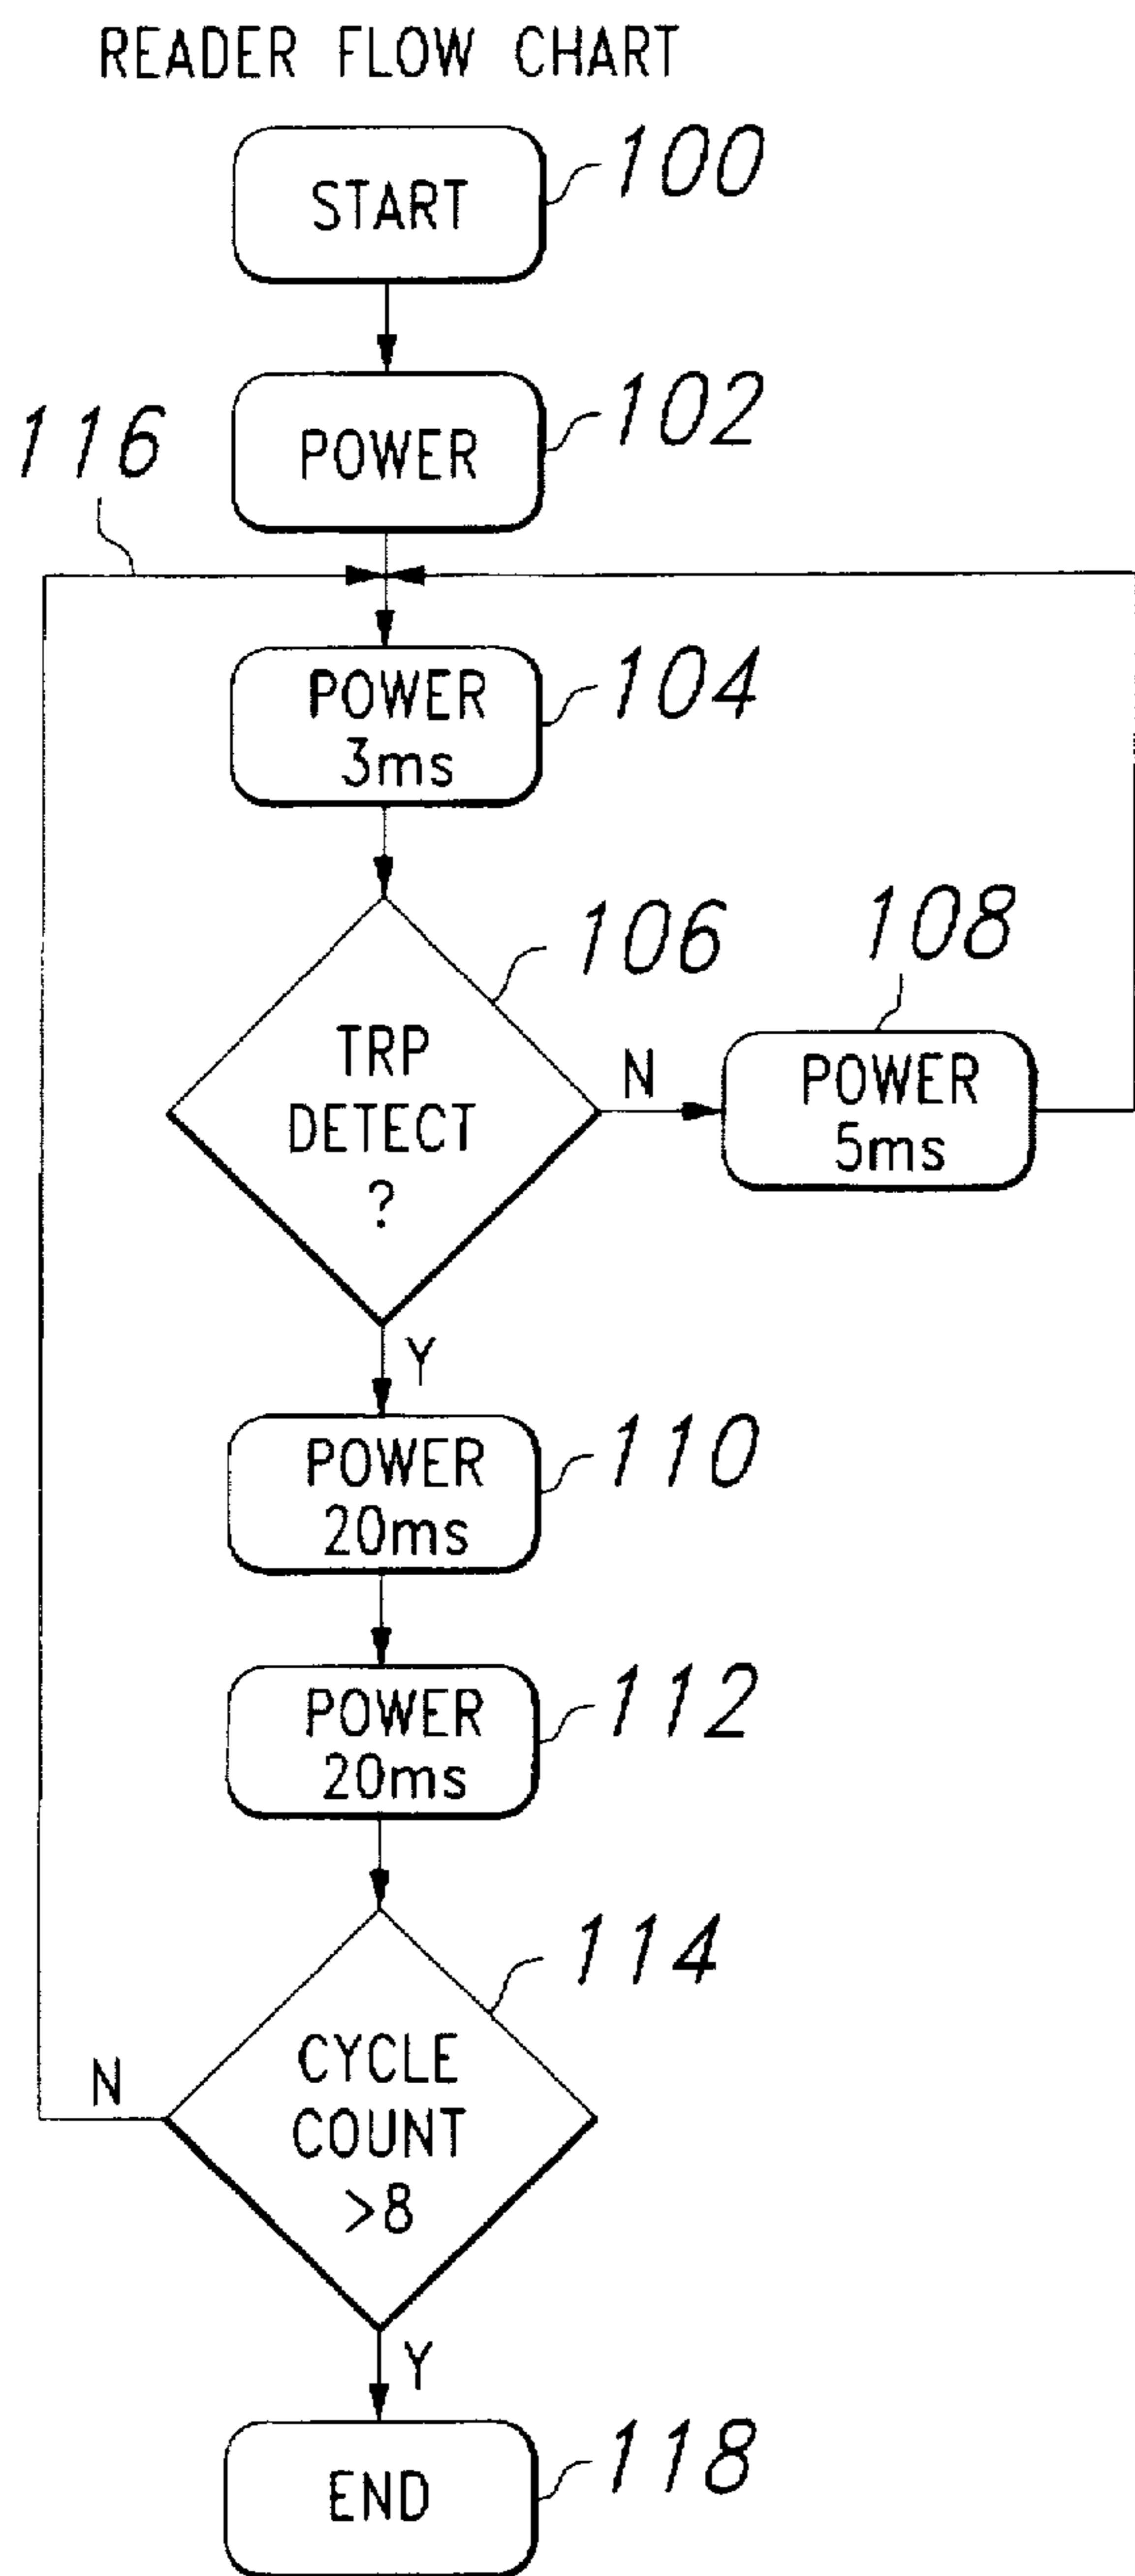 READER FLOW CHART
START
100
POWER
102
116
POWER
3ms
104
TRP
DETECT
?
106
N
POWER
5ms
108
Y
POWER
20ms
110
POWER
20ms
112
CYCLE
COUNT
>8
114
N
Y
END
118